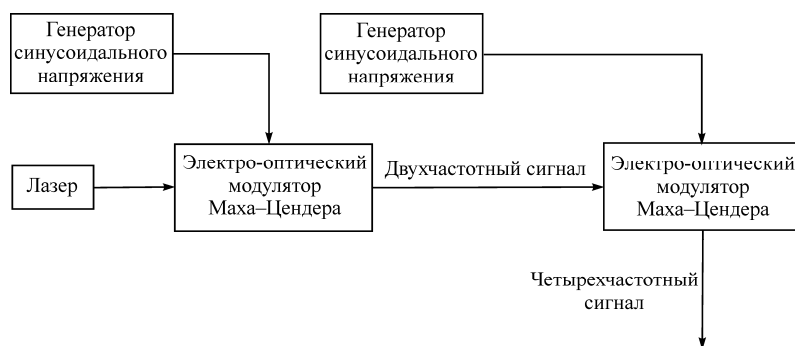 Генератор
синусоидального
напряжения
Генератор
синусоидального
напряжения
Лазер
Электро-оптический
модулятор
Маха–Цендера
Двухчастотный сигнал
Электро-оптический
модулятор
Маха–Цендера
Четырехчастотный
сигнал